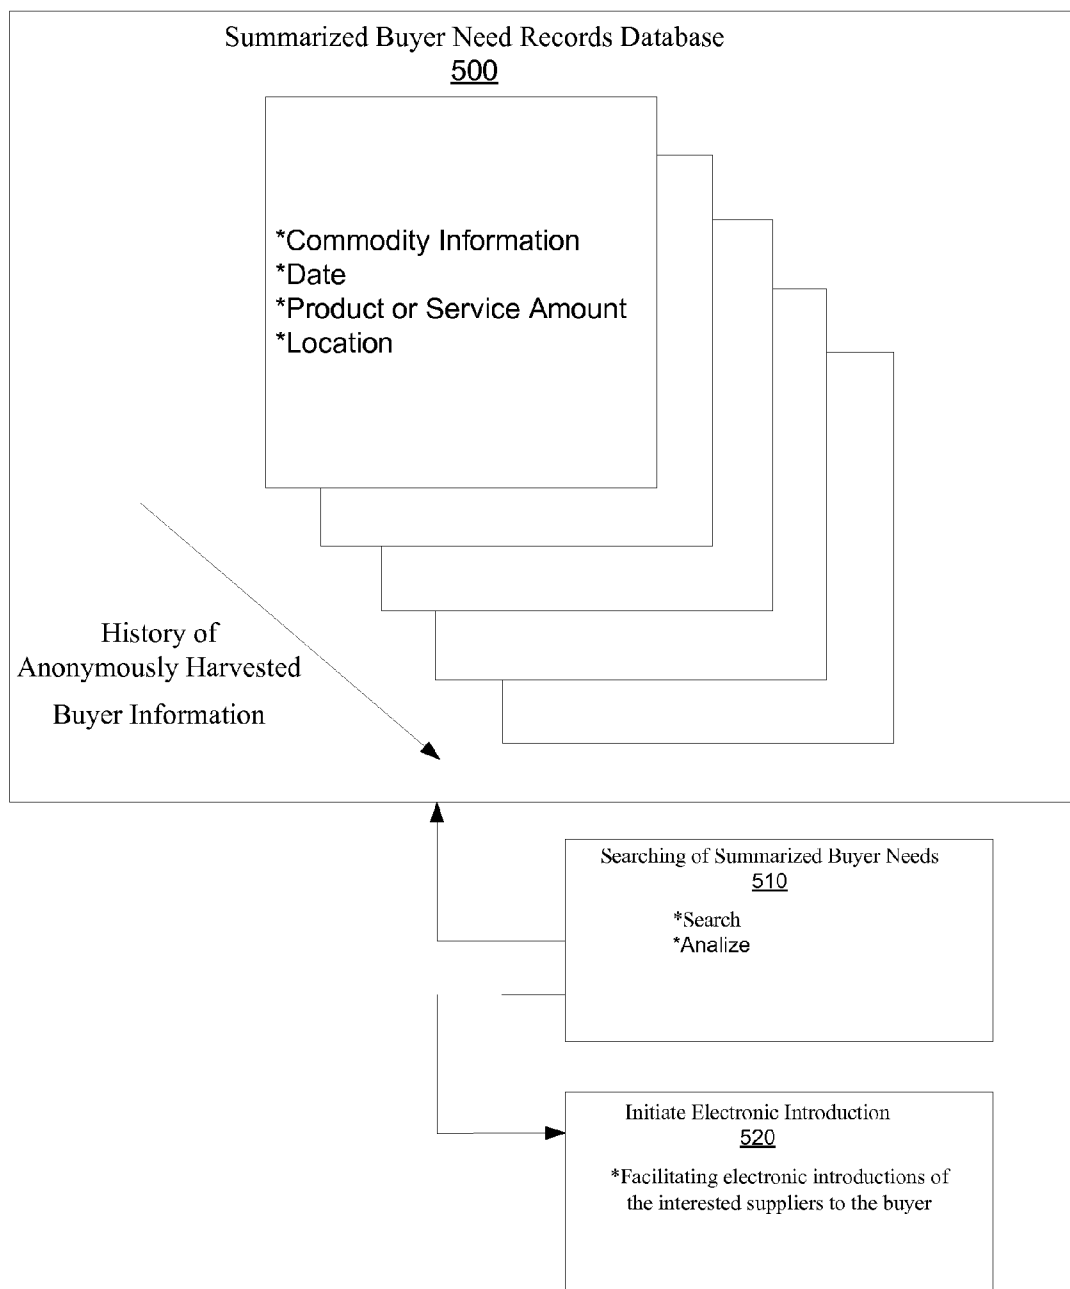 Summarized Buyer Need Records Database
500
*Commodity Information
*Date
*Product or Service Amount
*Location
History of
Anonymously Harvested
Buyer Information
Searching of Summarized Buyer Needs
510
*Search
*Analize
Initiate Electronic Introduction
520
*Facilitating electronic introductions of
the interested suppliers to the buyer